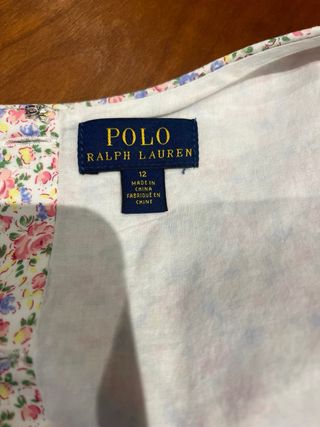 POLO
RALPH LAUREN
12
MADE IN
CHINA
FABRIQUÉ EN
CHINE